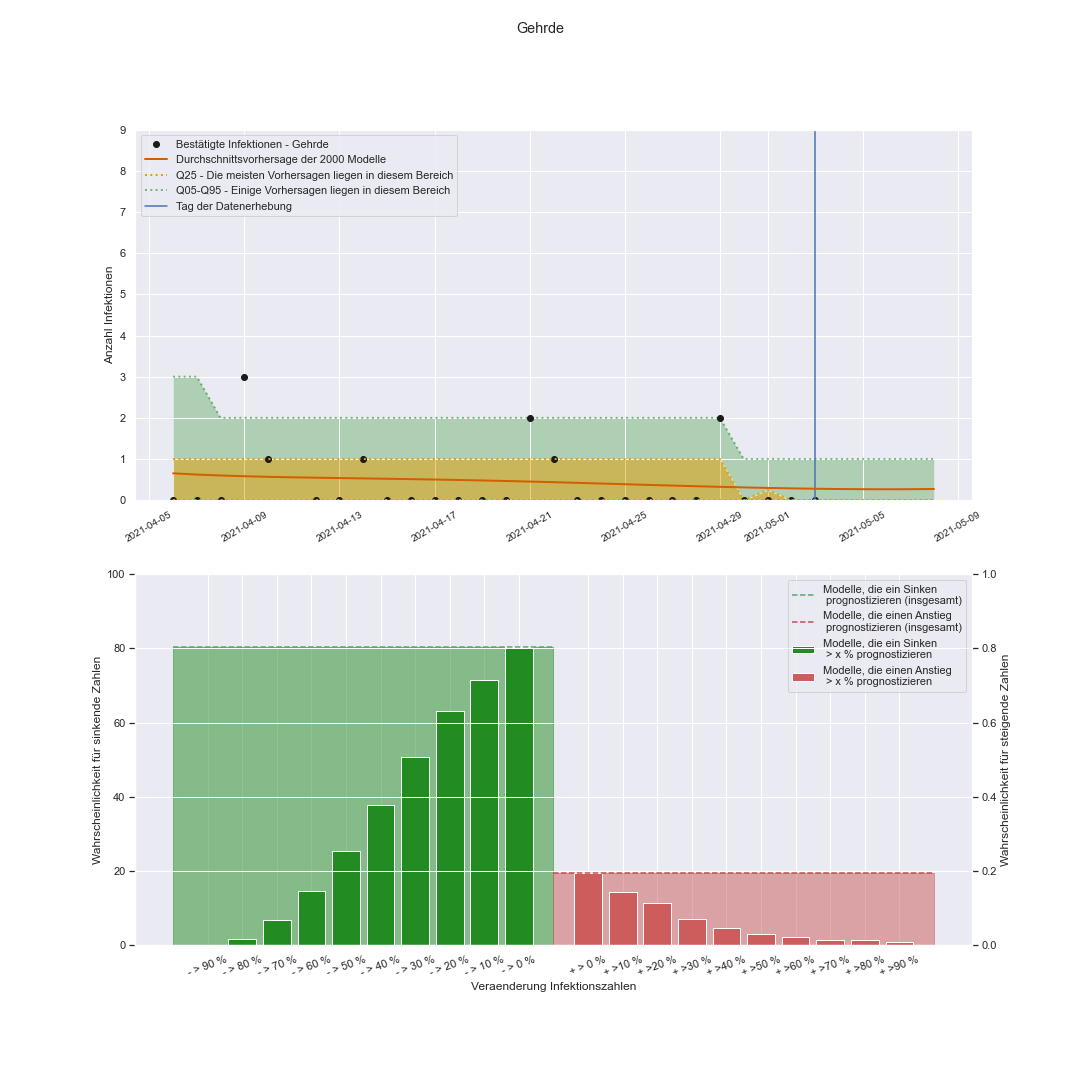 Gehrde
9
8
7
6
5
4
3
2
1
0
Anzahl Infektionen
Bestätigte Infektionen - Gehrde
Durchschnittsvorhersage der 2000 Modelle
Q25 - Die meisten Vorhersagen liegen in diesem Bereich
Q05-Q95 - Einige Vorhersagen liegen in diesem Bereich
Tag der Datenerhebung
2021-04-05
2021-04-09
2021-04-13
2021-04-17
2021-04-21
2021-04-25
2021-04-29
2021-05-01
2021-05-05
2021-05-09
100
80
60
40
20
0
Wahrscheinlichkeit für sinkende Zahlen
Modelle, die ein Sinken
prognostizieren (insgesamt)
Modelle, die einen Anstieg
prognostizieren (insgesamt)
Modelle, die ein Sinken
> x % prognostizieren
Modelle, die einen Anstieg
> x % prognostizieren
1.0
0.8
0.6
0.4
0.2
0.0
Wahrscheinlichkeit für steigende Zahlen
- > 90 %
- > 80 %
- > 70 %
- > 60 %
- > 50 %
- > 40 %
- > 30 %
- > 20 %
- > 10 %
- > 0 %
+ > 0 %
+ >10 %
+ >20 %
+ >30 %
+ >40 %
+ >50 %
+ >60 %
+ >70 %
+ >80 %
+ >90 %
Veraenderung Infektionszahlen